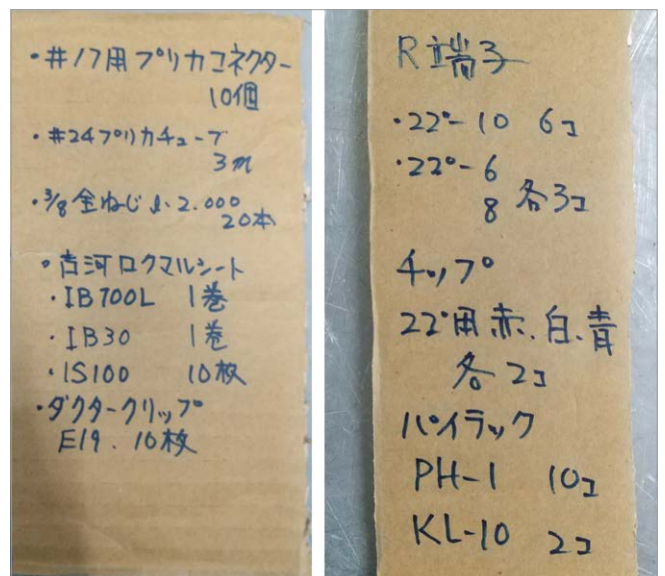 ・#17用プリカコネクター
10個
・#24プリカチューブ
3m
・3/8全ねじ l.2.000
20本
・古河ロクマルシート
・IB700L 1巻
・IB30 1巻
・IS100 10枚
・ダクタークリップ
E19. 10枚
R端子
・22°-10 6コ
・22°-6
8 各3コ
チップ
22°用赤.白.青
各2コ
パイラック
PH-1 10コ
KL-10 2コ